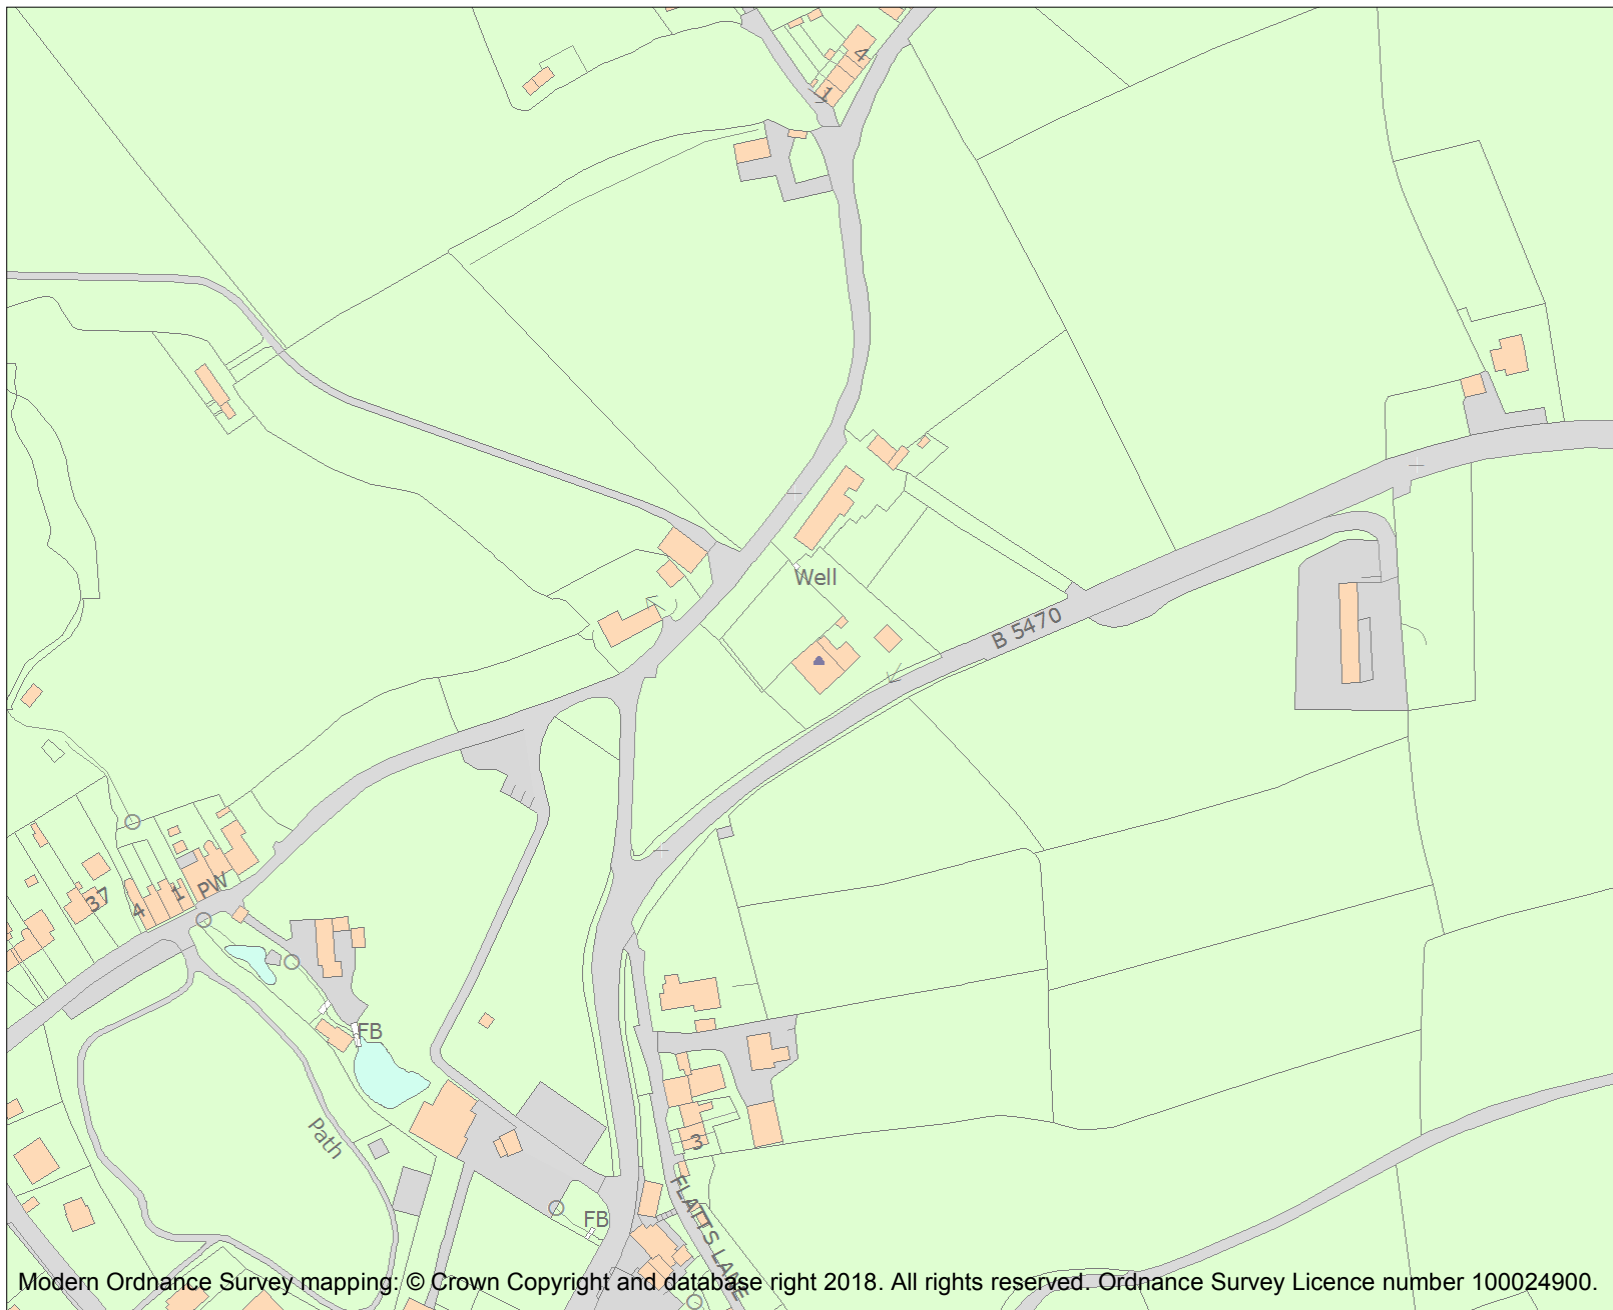 4
1
Well
B 5470
37
4
1
PW
FB
Path
3
FLATTS LANE
FB
Modern Ordnance Survey mapping: © Crown Copyright and database right 2018. All rights reserved. Ordnance Survey Licence number 100024900.